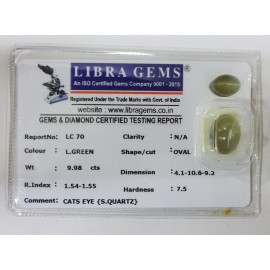 LIBRA GEMS
An ISO Certified Gems Company 9001 - 2015
Registered Under the Trade Marks with Govt. of India
website : www.libragems.co.in
GEMS & DIAMOND CERTIFIED TESTING REPORT
ReportNo: LC 70 Clarity N/A
Colour L.GREEN Shape/cut OVAL
Wt 9.98 cts Dimension 4.1-10.6-9.2
R.Index 1.54-1.55 Hardness 7.5
Comment CATS EYE (S.QUARTZ)